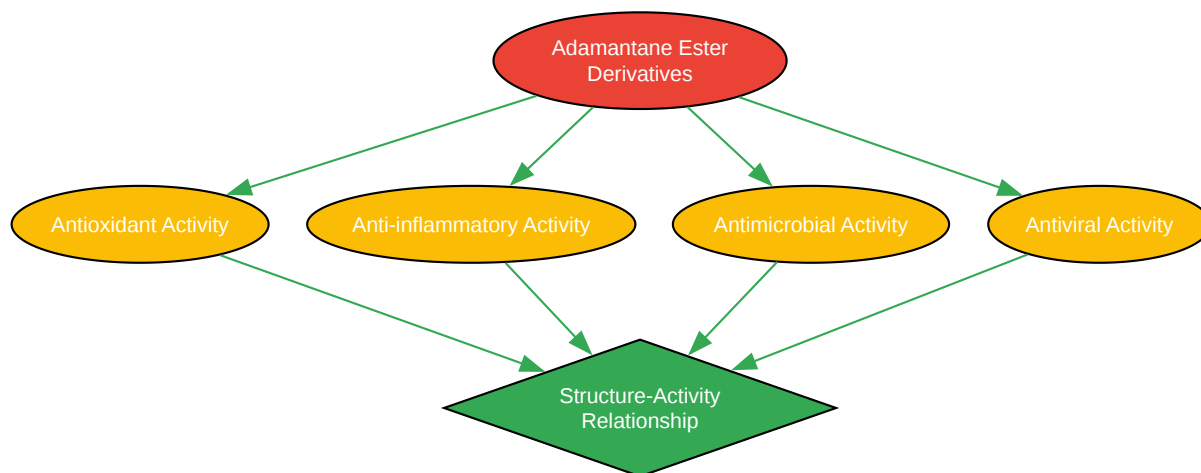 Adamantane Ester
Derivatives
Antioxidant Activity
Anti-inflammatory Activity
Antimicrobial Activity
Antiviral Activity
Structure-Activity
Relationship